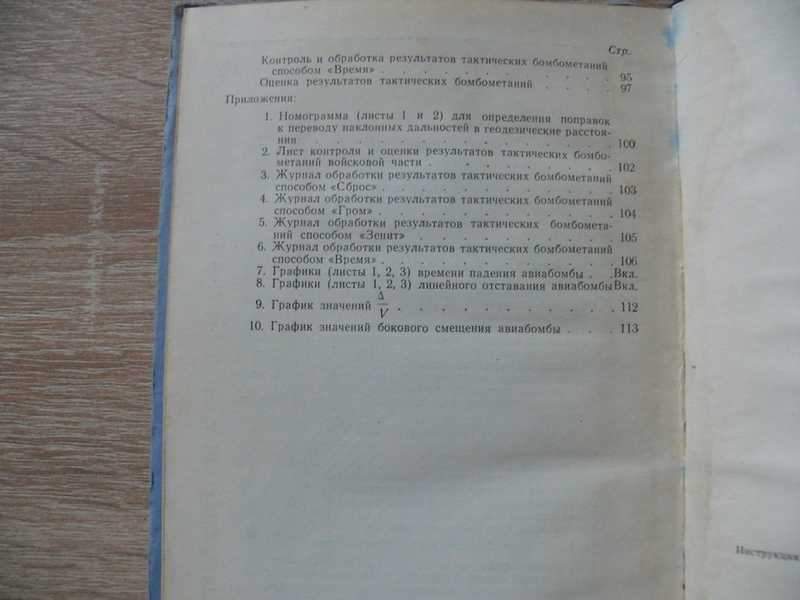 Стр.
Контроль и обработка результатов тактических бомбометаний
способом «Время» . . . . . . . . . . . 95
Оценка результатов тактических бомбометаний . . . . 97
Приложения:
1. Номограмма (листы 1 и 2) для определения поправок
к переводу наклонных дальностей в геодезические расстоя-
ния . . . . . . . . . . . . . . 100
2. Лист контроля и оценки результатов тактических бомбо-
метаний войсковой части . . . . . . . . 102
3. Журнал обработки результатов тактических бомбометаний
способом «Сброс» . . . . . . . . . . . 103
4. Журнал обработки результатов тактических бомбометаний
способом «Гром» . . . . . . . . . . . 104
5. Журнал обработки результатов тактических бомбомета-
ний способом «Зенит» . . . . . . . . . . 105
6. Журнал обработки результатов тактических бомбометаний
способом «Время» . . . . . . . . . . . 106
7. Графики (листы 1, 2, 3) времени падения авиабомбы . . Вкл.
8. Графики (листы 1, 2, 3) линейного отставания авиабомбы Вкл.
9. График значений Δ/V . . . . . . . . . . . 112
10. График значений бокового смещения авиабомбы . . . 113
Инструкция